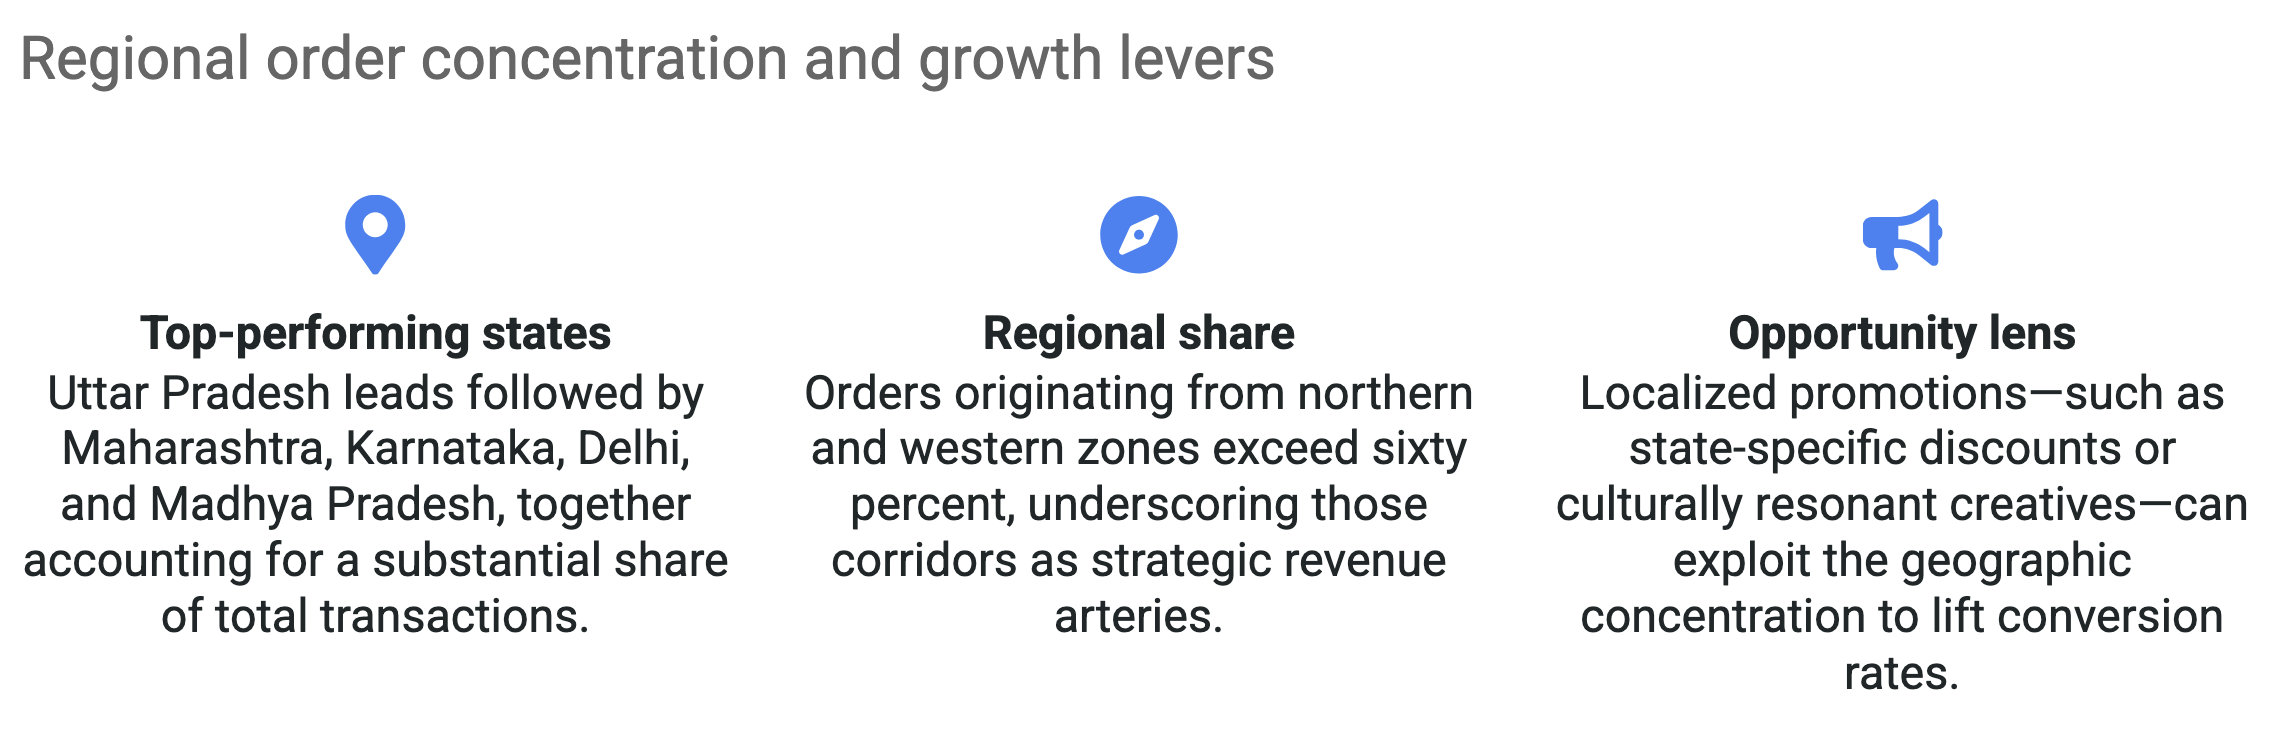 Regional order concentration and growth levers
Top-performing states
Uttar Pradesh leads followed by
Maharashtra, Karnataka, Delhi,
and Madhya Pradesh, together
accounting for a substantial share
of total transactions.
Regional share
Orders originating from northern
and western zones exceed sixty
percent, underscoring those
corridors as strategic revenue
arteries.
Opportunity lens
Localized promotions—such as
state-specific discounts or
culturally resonant creatives—can
exploit the geographic
concentration to lift conversion
rates.